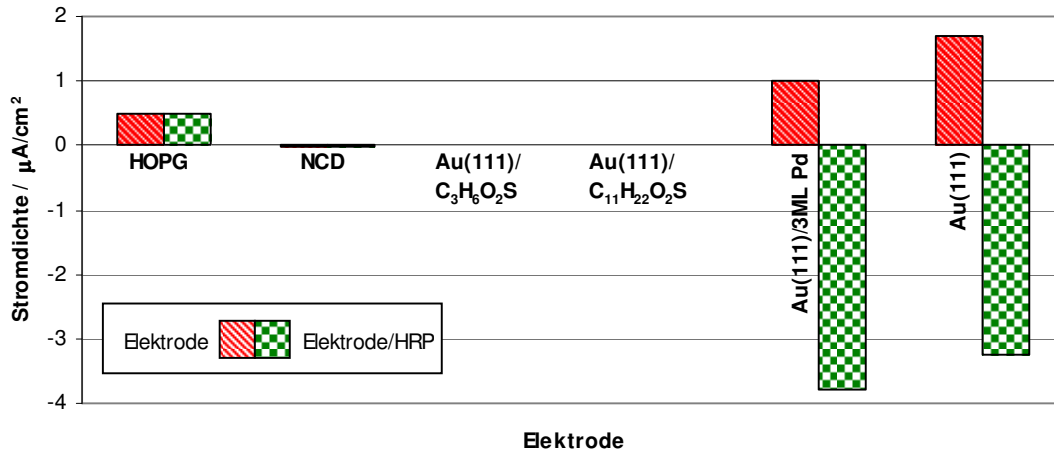 2
1
0
-1
-2
-3
-4
Stromdichte / µA/cm²
HOPG
NCD
Au(111)/
C₃H₆O₂S
Au(111)/
C₁₁H₂₂O₂S
Au(111)/3ML Pd
Au(111)
Elektrode
Elektrode/HRP
Elektrode